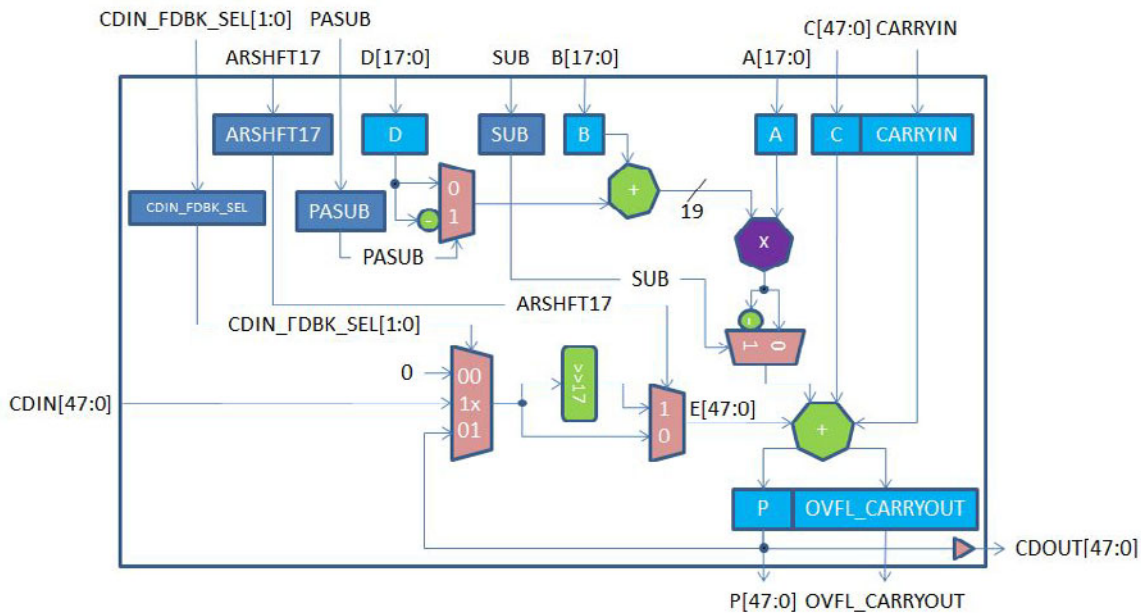 CDIN_FDBK_SEL[1:0] PASUB
C[47:0] CARRYIN
ARSHFT17 D[17:0] SUB B[17:0] A[17:0]
ARSHFT17 D SUB B A C CARRYIN
0
CDIN_FDBK_SEL PASUB - 1 + 19
x
PASUB
SUB
ARSHFT17
CDIN_FDBK_SEL[1:0]
- 1 0
0 00 >>17
CDIN[47:0] 1x 1 E[47:0]
01 0 +
P OVFL_CARRYOUT
CDOUT[47:0]
P[47:0] OVFL_CARRYOUT